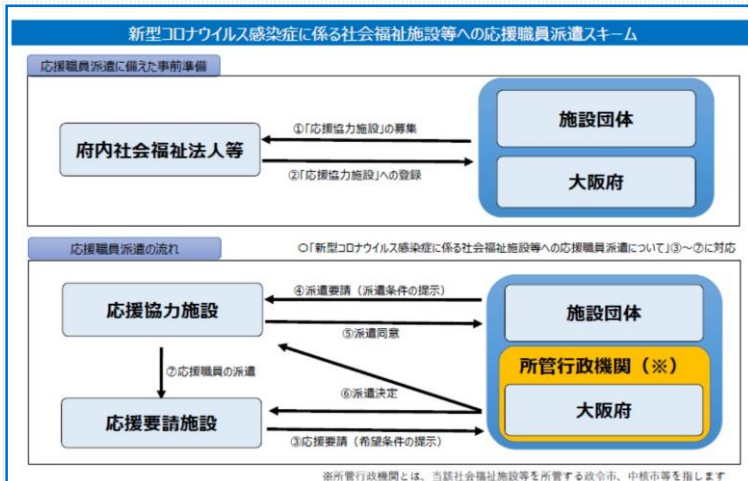 新型コロナウイルス感染症に係る社会福祉施設等への応援職員派遣スキーム
応援職員派遣に備えた事前準備
府内社会福祉法人等
①「応援協力施設」の募集
②「応援協力施設」への登録
施設団体
大阪府
応援職員派遣の流れ
○「新型コロナウイルス感染症に係る社会福祉施設等への応援職員派遣について」③~⑦に対応
応援協力施設
④派遣要請(派遣条件の提示)
⑤派遣同意
施設団体
所管行政機関(※)
大阪府
⑦応援職員の派遣
⑥派遣決定
応援要請施設
③応援要請(希望条件の提示)
※所管行政機関とは、当該社会福祉施設等を所管する政令市、中核市等を指します